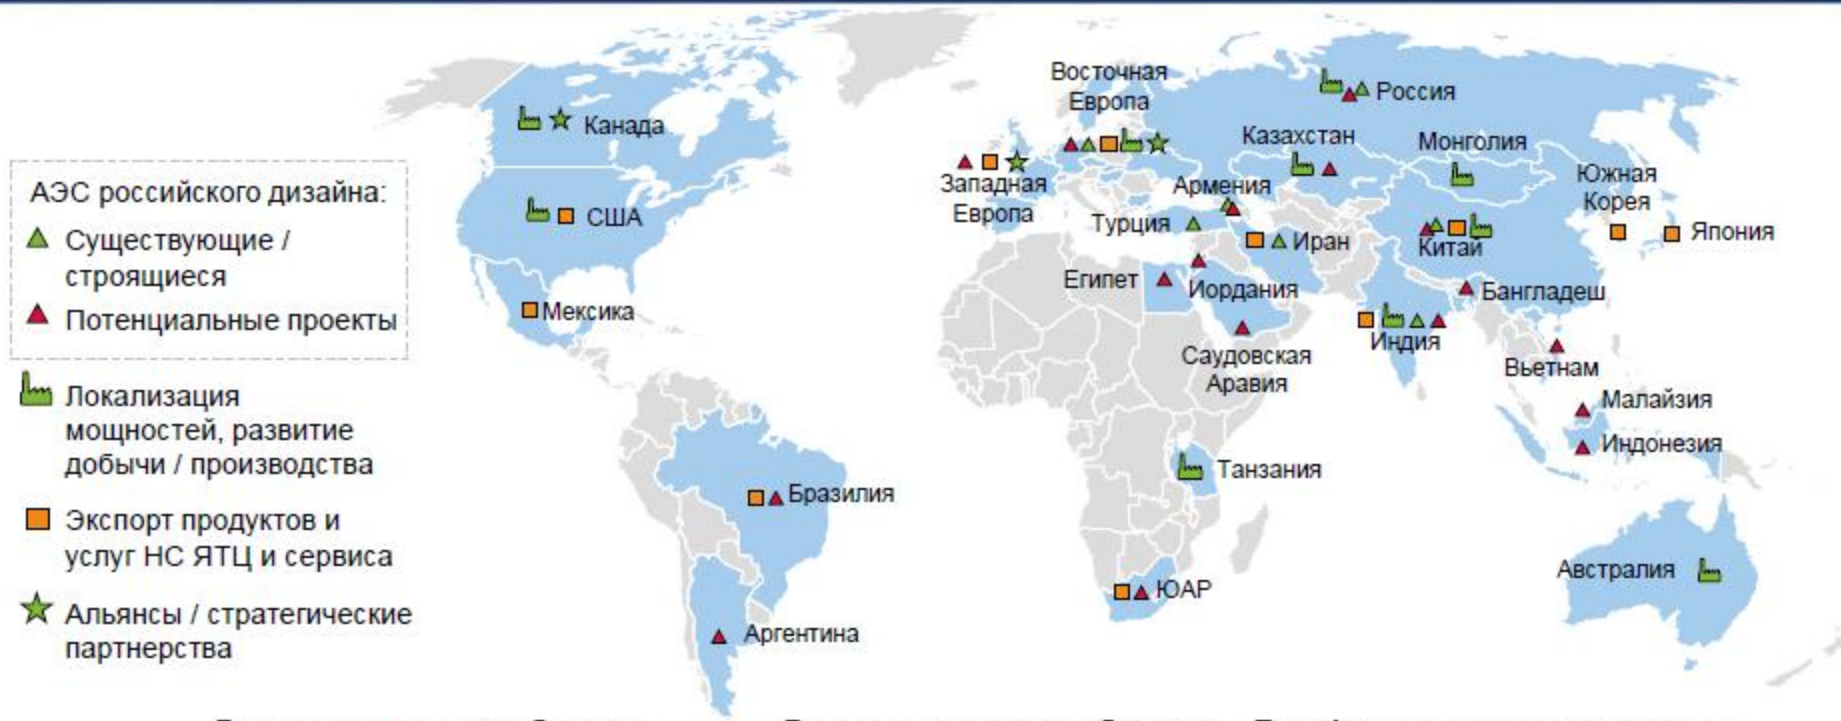 АЭС российского дизайна:
Существующие /
строящиеся
Потенциальные проекты
Локализация
мощностей, развитие
добычи / производства
Экспорт продуктов и
услуг НС ЯТЦ и сервиса
Альянсы / стратегические
партнерства
Канада
США
Мексика
Бразилия
Аргентина
Восточная
Европа
Западная
Европа
Россия
Казахстан
Монголия
Армения
Турция
Иран
Египет
Иордания
Саудовская
Аравия
Южная
Корея
Япония
Китай
Бангладеш
Индия
Вьетнам
Малайзия
Индонезия
Танзания
ЮАР
Австралия